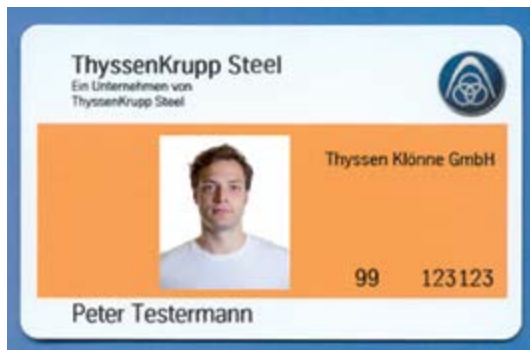 ThyssenKrupp Steel
Ein Unternehmen von
ThyssenKrupp Steel
Thyssen Klönne GmbH
99 123123
Peter Testermann